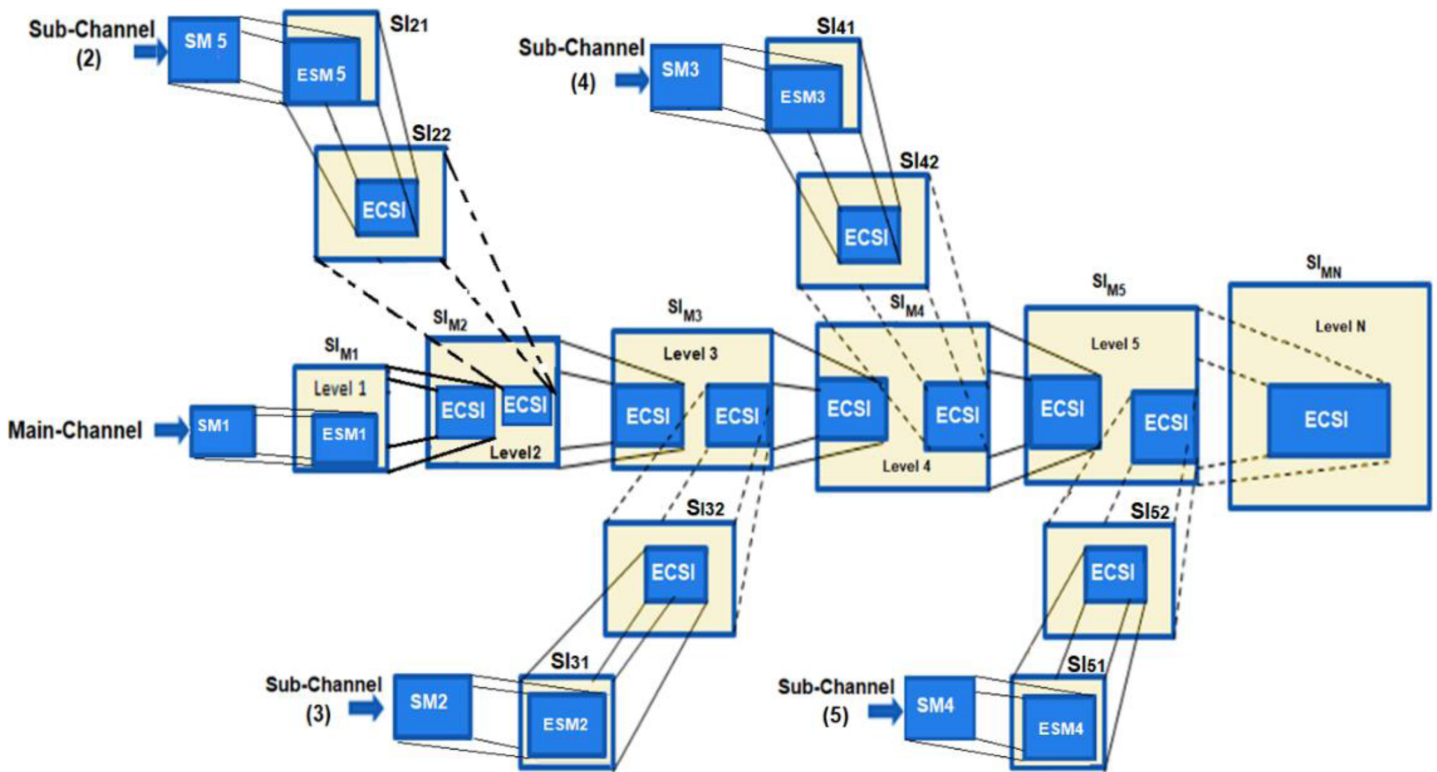 Sub-Channel
(2)
SM 5
SI21
ESM 5
SI22
ECSI
Sub-Channel
(4)
SM3
SI41
ESM3
SI42
ECSI
Main-Channel
SM1
SIM1
Level 1
ESM1
SIM2
ECSI
ECSI
Level2
SIM3
Level 3
ECSI
ECSI
SIM4
ECSI
ECSI
Level 4
SIM5
Level 5
ECSI
ECSI
SIMN
Level N
ECSI
SI32
ECSI
Sub-Channel
(3)
SM2
SI31
ESM2
SI52
ECSI
Sub-Channel
(5)
SM4
SI51
ESM4